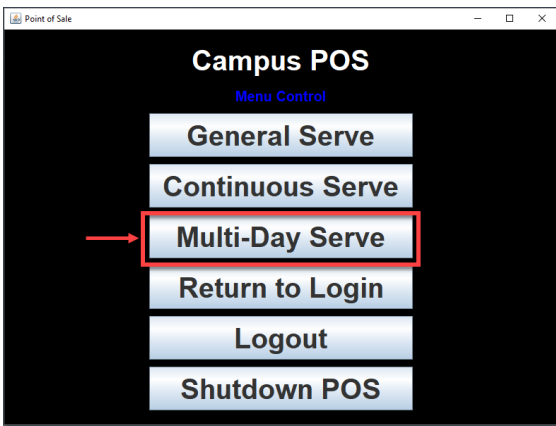 Point of Sale
Campus POS
Menu Control
General Serve
Continuous Serve
Multi-Day Serve
Return to Login
Logout
Shutdown POS